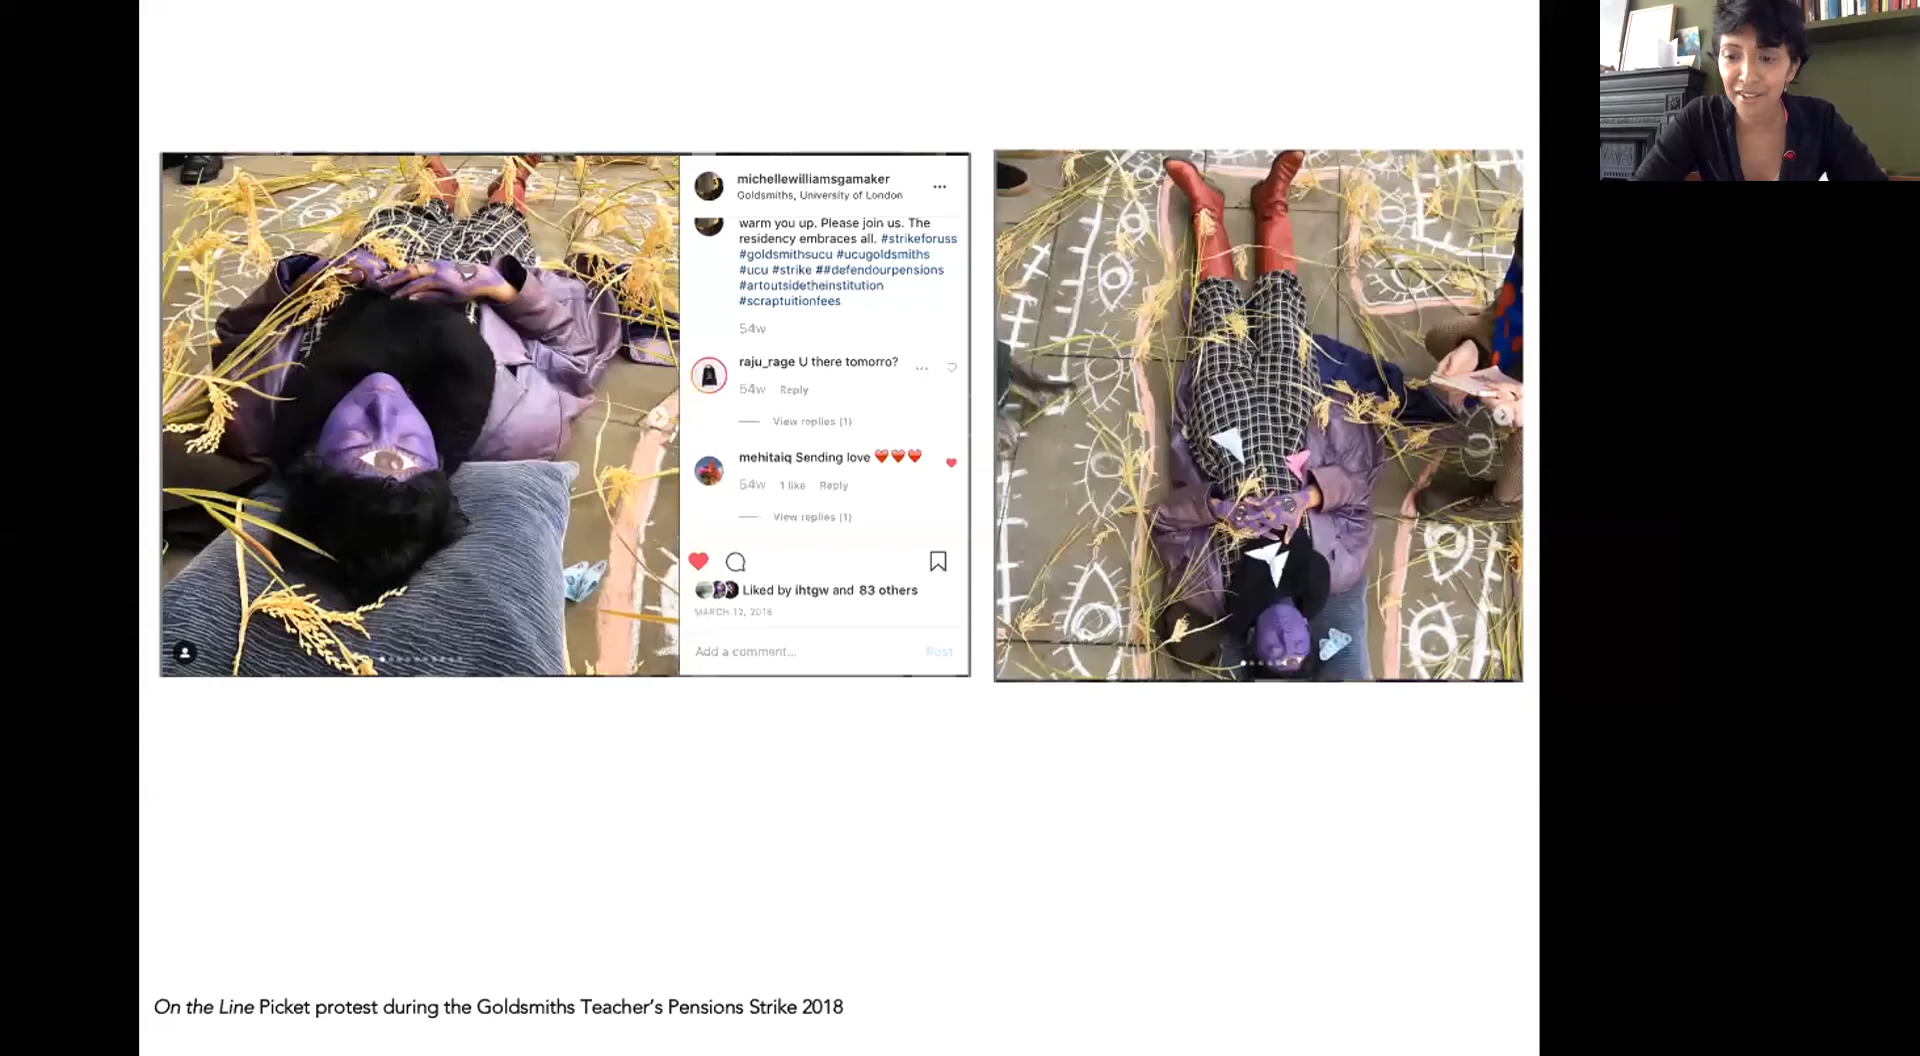 michellewilliamsgamaker
Goldsmiths, University of London
warm you up. Please join us. The
residency embraces all. #strikeforuss
#goldsmithsucu #ucugoldsmiths
#ucu #strike ##defendourpensions
#artoutsidetheinstitution
#scraptuitionfees
54w
raju_rage U there tomorro?
54w Reply
View replies (1)
mehitaiq Sending love ❤️❤️❤️
54w 1 like Reply
View replies (1)
Liked by ihtgw and 83 others
MARCH 12, 2018
Add a comment...
Post
On the Line Picket protest during the Goldsmiths Teacher's Pensions Strike 2018